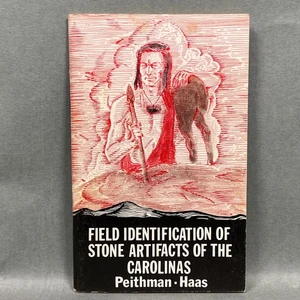 FIELD IDENTIFICATION OF
STONE ARTIFACTS OF THE
CAROLINAS
Peithman · Haas